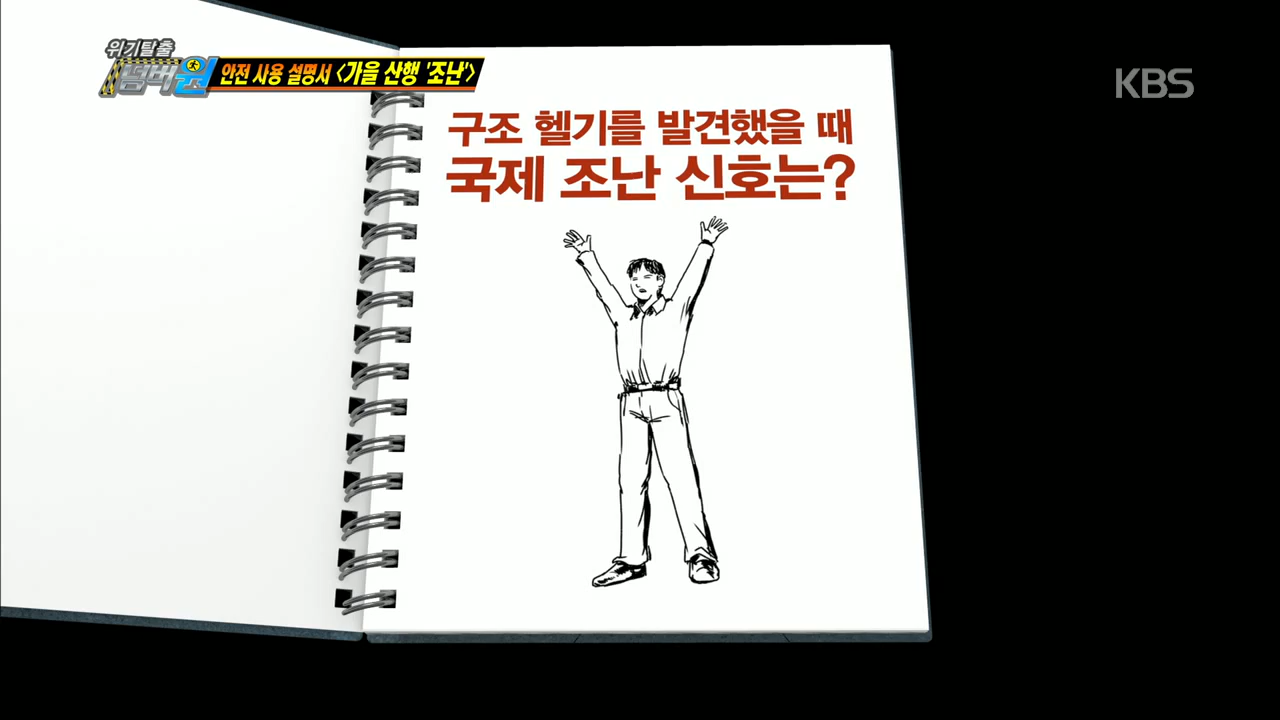 위기탈출
넘버원
안전 사용 설명서 <가을 산행 '조난'>
KBS
구조 헬기를 발견했을 때
국제 조난 신호는?